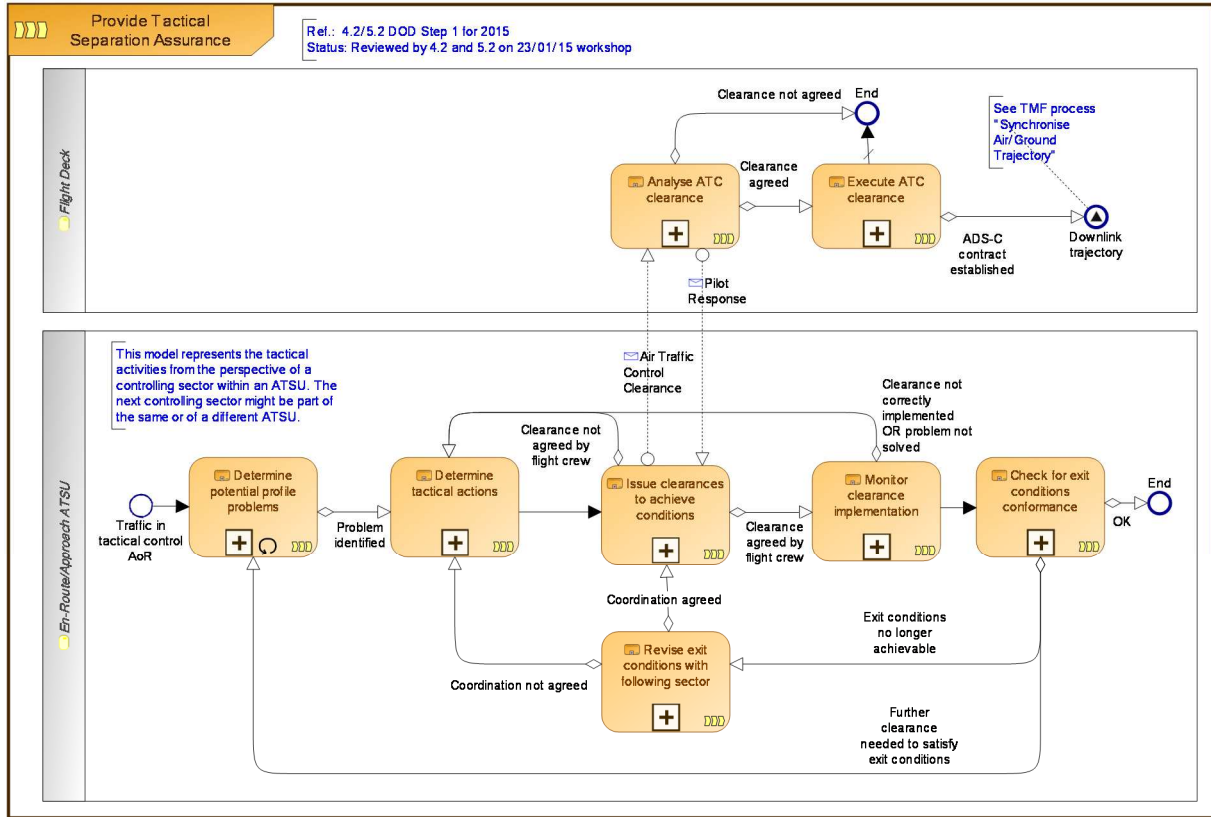 Provide Tactical
Separation Assurance
Ref.: 4.2/5.2 DOD Step 1 for 2015
Status: Reviewed by 4.2 and 5.2 on 23/01/15 workshop
Flight Deck
Clearance not agreed
End
See TMF process
"Synchronise
Air/Ground
Trajectory"
Analyse ATC
clearance
Clearance
agreed
Execute ATC
clearance
ADS-C
contract
established
Downlink
trajectory
Pilot
Response
En-Route/Approach ATSU
This model represents the tactical
activities from the perspective of a
controlling sector within an ATSU. The
next controlling sector might be part of
the same or of a different ATSU.
Air Traffic
Control
Clearance
Clearance not
agreed by
flight crew
Clearance not
correctly
implemented
OR problem not
solved
Traffic in
tactical control
AoR
Determine
potential profile
problems
Problem
identified
Determine
tactical actions
Issue clearances
to achieve
conditions
Clearance
agreed by
flight crew
Monitor
clearance
implementation
Check for exit
conditions
conformance
OK
End
Coordination agreed
Revise exit
conditions with
following sector
Coordination not agreed
Exit conditions
no longer
achievable
Further
clearance
needed to satisfy
exit conditions